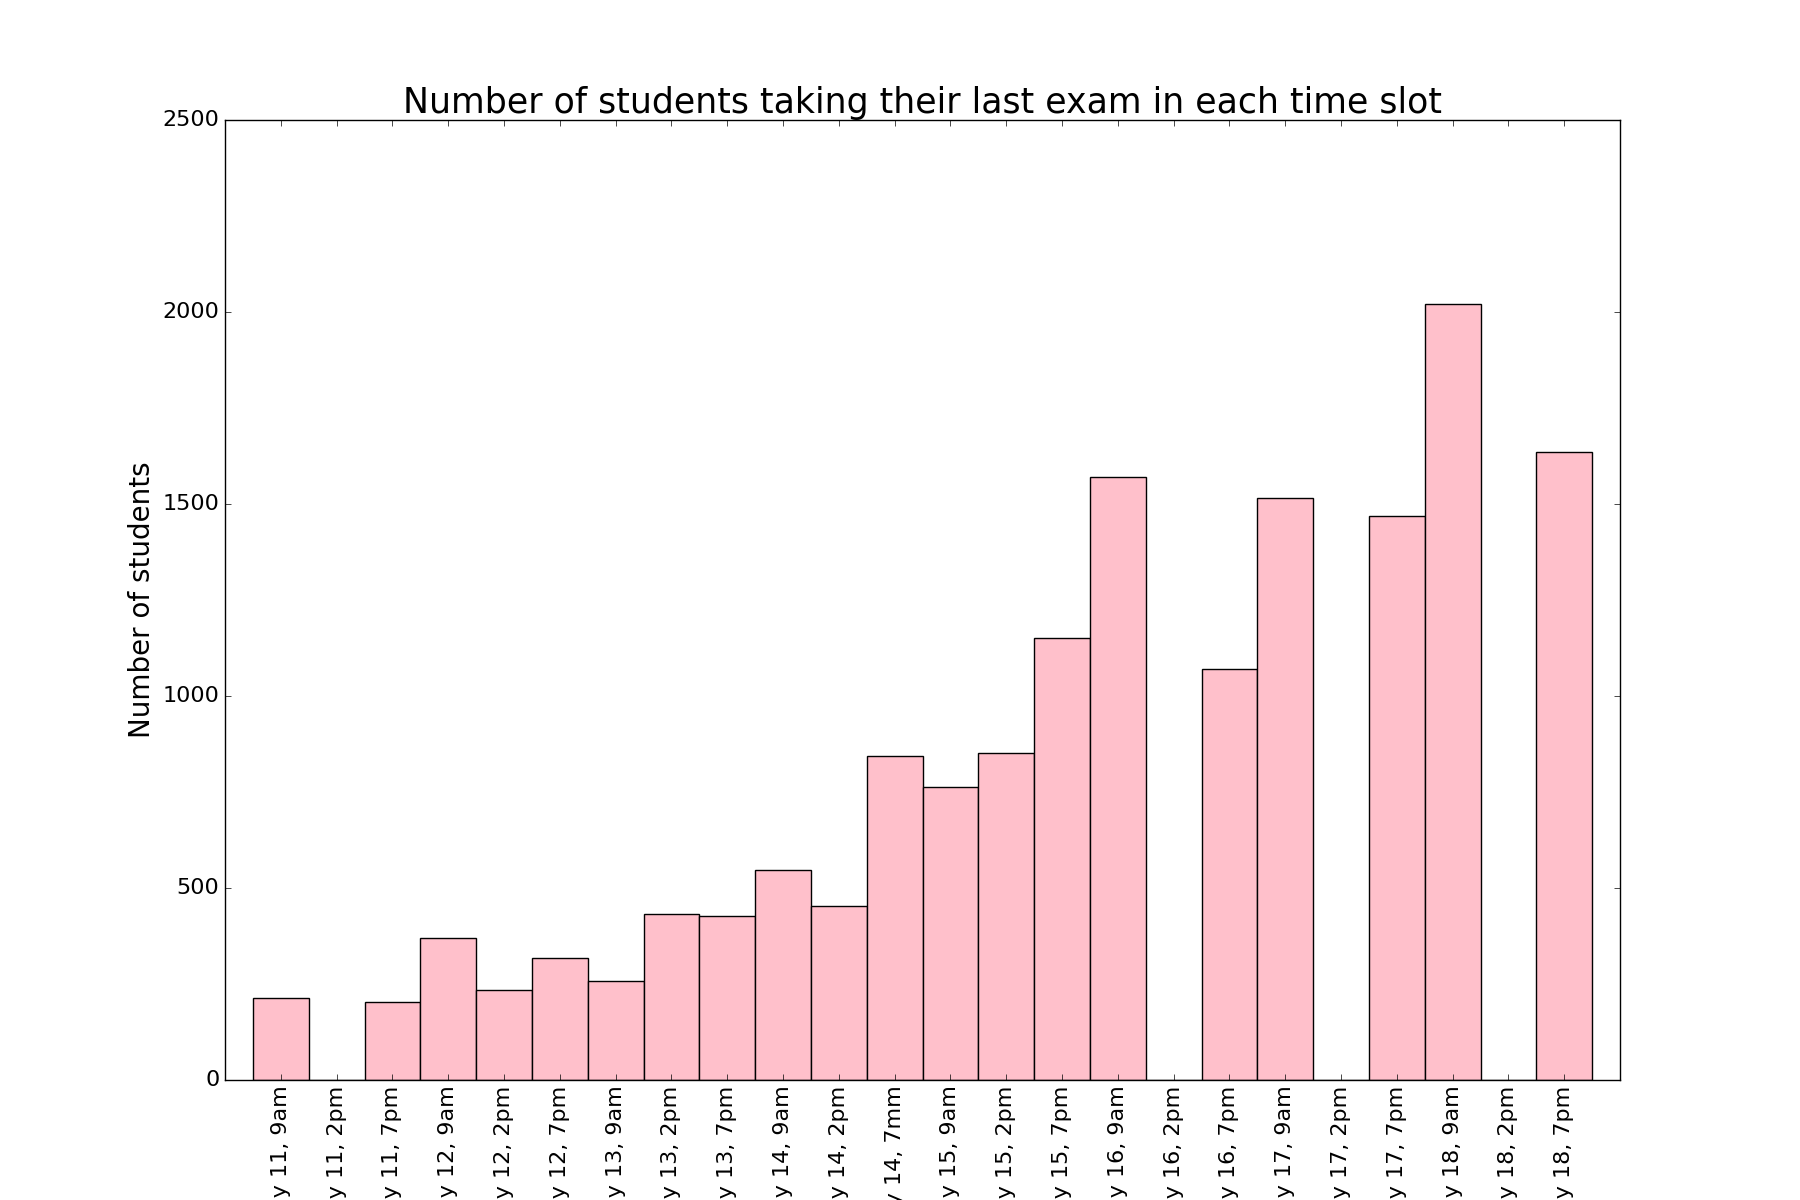 Number of students taking their last exam in each time slot
2500
2000
1500
1000
500
0
Number of students
y 11, 9am
y 11, 2pm
y 11, 7pm
y 12, 9am
y 12, 2pm
y 12, 7pm
y 13, 9am
y 13, 2pm
y 13, 7pm
y 14, 9am
y 14, 2pm
y 14, 7mm
y 15, 9am
y 15, 2pm
y 15, 7pm
y 16, 9am
y 16, 2pm
y 16, 7pm
y 17, 9am
y 17, 2pm
y 17, 7pm
y 18, 9am
y 18, 2pm
y 18, 7pm